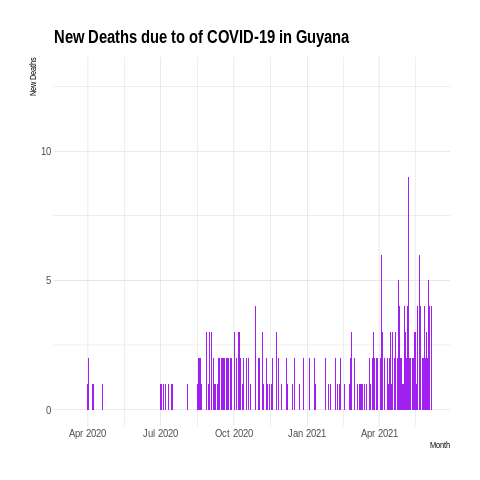 New Deaths due to of COVID-19 in Guyana
New Deaths
10
5
0
Apr 2020 Jul 2020 Oct 2020 Jan 2021 Apr 2021
Month